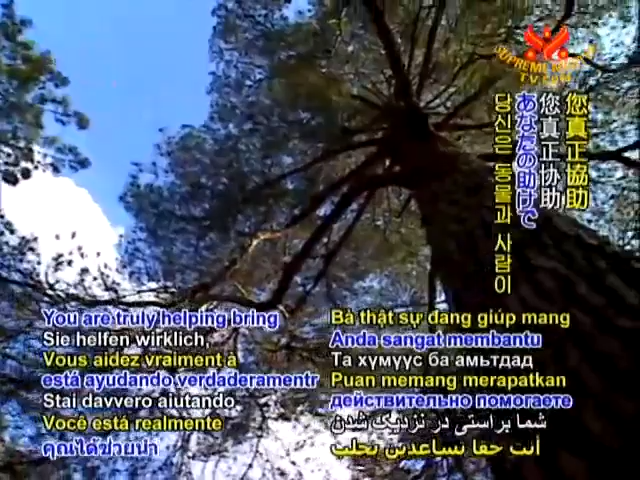 SUPREME MASTER
TV.COM
您真正協助
您真正协助
あなたの助けで
당신은 동물과 사람이
You are truly helping bring
Sie helfen wirklich,
Vous aidez vraiment à
está ayudando verdaderamente
Stai davvero aiutando
Você está realmente
คุณได้ช่วยนำ
Bà thật sự đang giúp mang
Anda sangat membantu
Та хүмүүс ба амьтдад
Puan memang merapatkan
действительно помогаете
شما براستی در نزدیک شدن
أنت حقا تساعدين بجلب